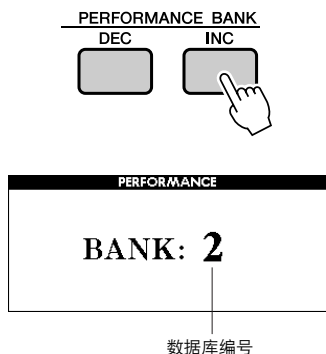 PERFORMANCE BANK
DEC INC
PERFORMANCE
BANK: 2
数据库编号